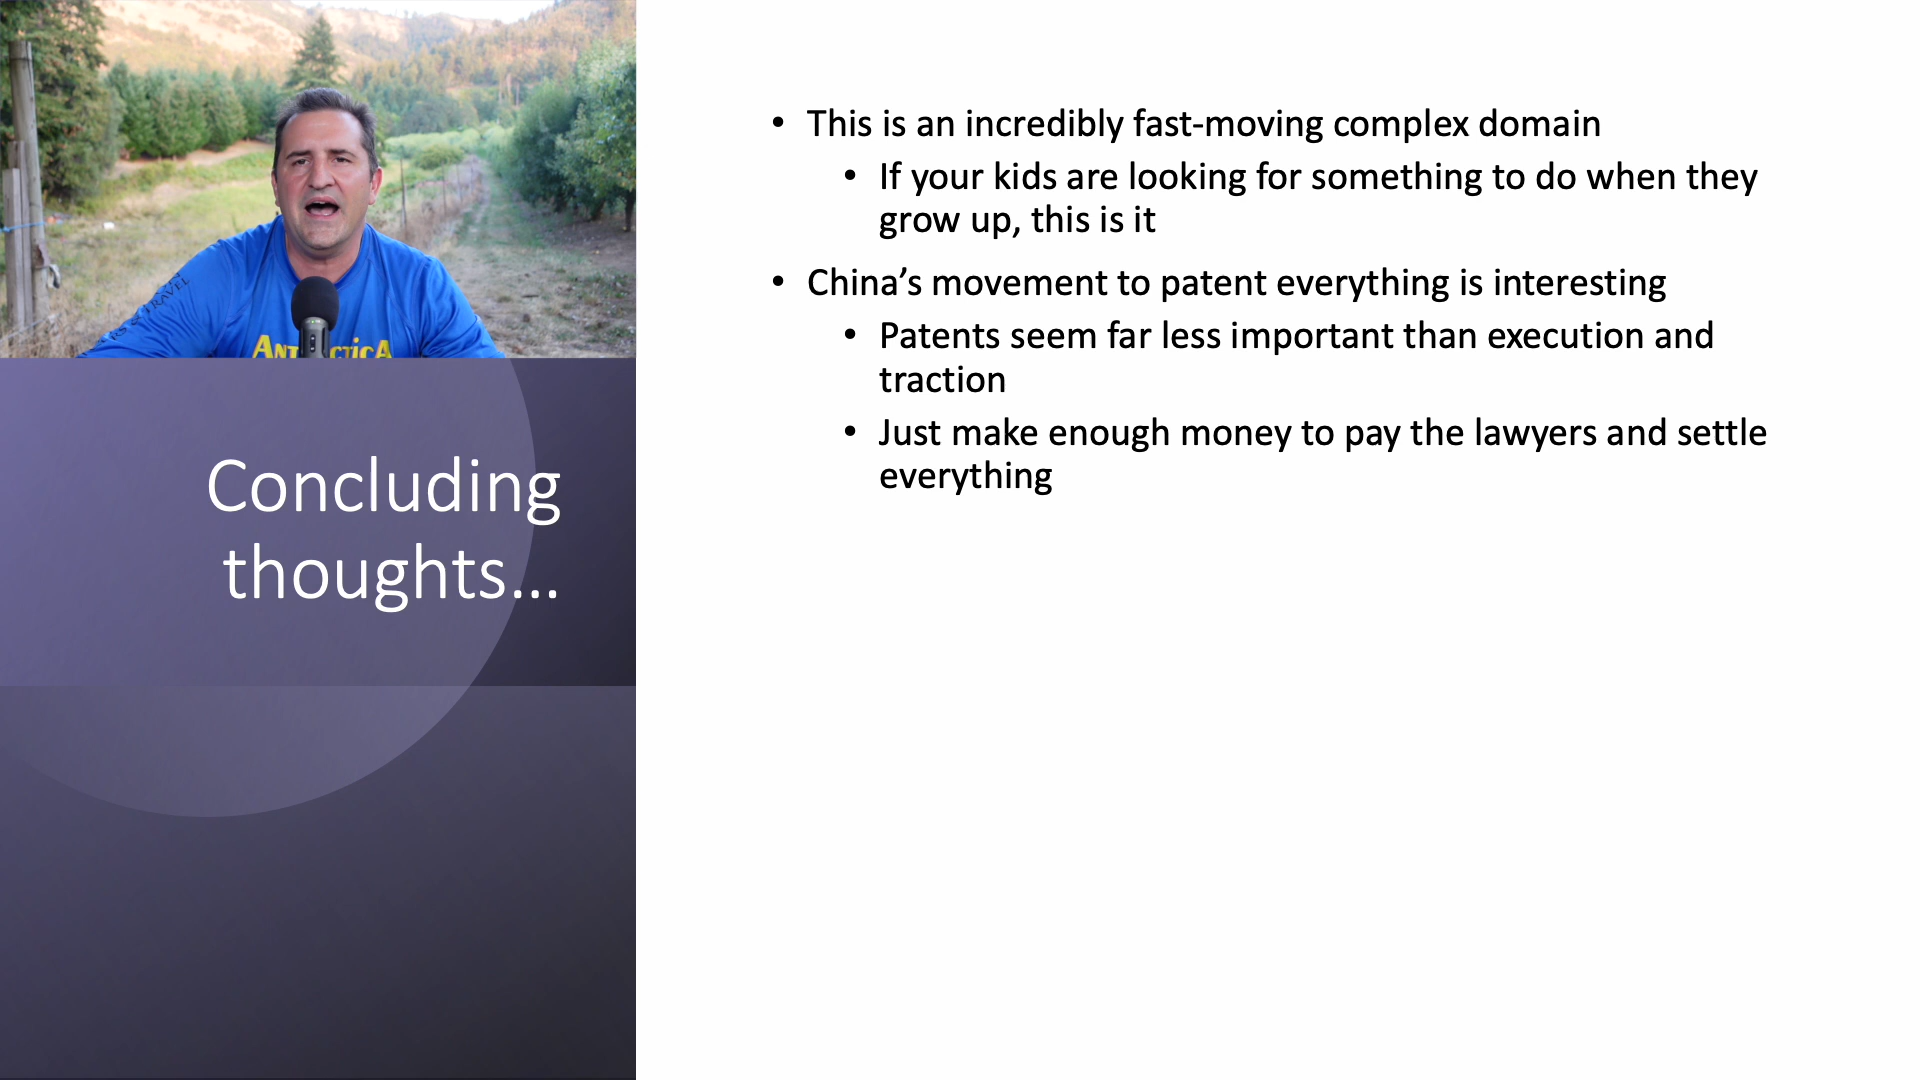 Concluding
thoughts…
• This is an incredibly fast-moving complex domain
• If your kids are looking for something to do when they
grow up, this is it
• China’s movement to patent everything is interesting
• Patents seem far less important than execution and
traction
• Just make enough money to pay the lawyers and settle
everything